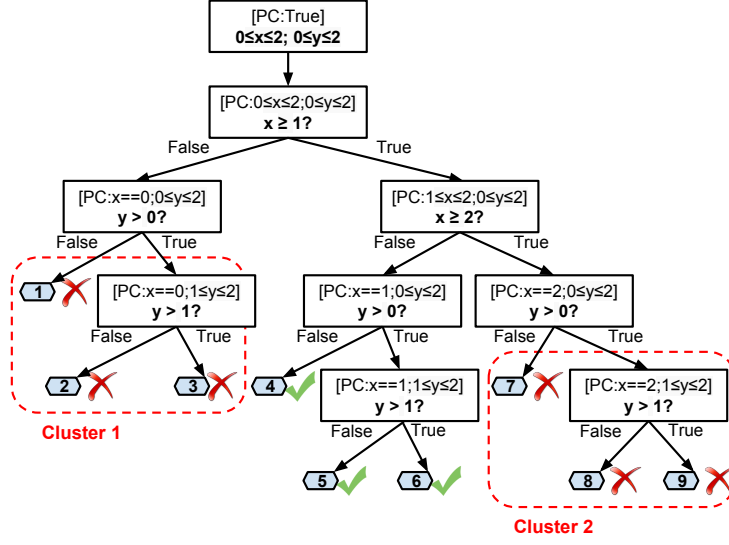 [PC:True]
0≤x≤2; 0≤y≤2
[PC:0≤x≤2;0≤y≤2]
x ≥ 1?
False
True
[PC:x==0;0≤y≤2]
y > 0?
[PC:1≤x≤2;0≤y≤2]
x ≥ 2?
False
True
False
True
1
[PC:x==0;1≤y≤2]
y > 1?
[PC:x==1;0≤y≤2]
y > 0?
[PC:x==2;0≤y≤2]
y > 0?
False
True
False
True
False
True
2
3
4
[PC:x==1;1≤y≤2]
y > 1?
7
[PC:x==2;1≤y≤2]
y > 1?
Cluster 1
False
True
False
True
5
6
8
9
Cluster 2